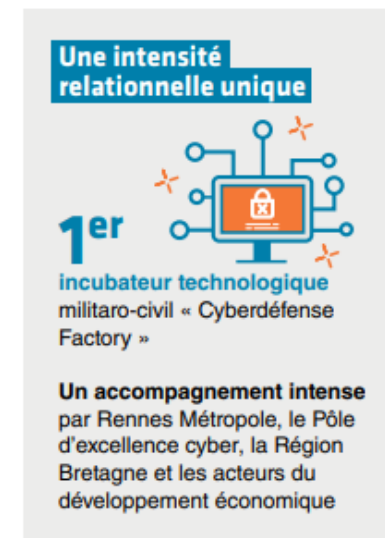 Une intensité
relationnelle unique
1er
incubateur technologique
militaro-civil « Cyberdéfense
Factory »
Un accompagnement intense
par Rennes Métropole, le Pôle
d’excellence cyber, la Région
Bretagne et les acteurs du
développement économique